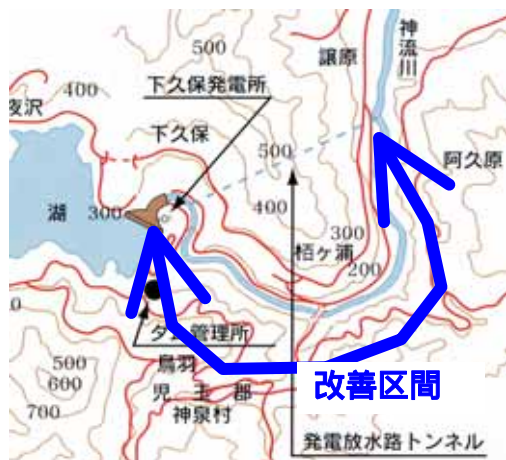 500
譲原
神流川
400
夜沢
下久保発電所
下久保
500
阿久原
湖
300
400
300
栢ヶ浦
200
ダム管理所
鳥羽
500
600
児玉郡
700
神泉村
改善区間
発電放水路トンネル